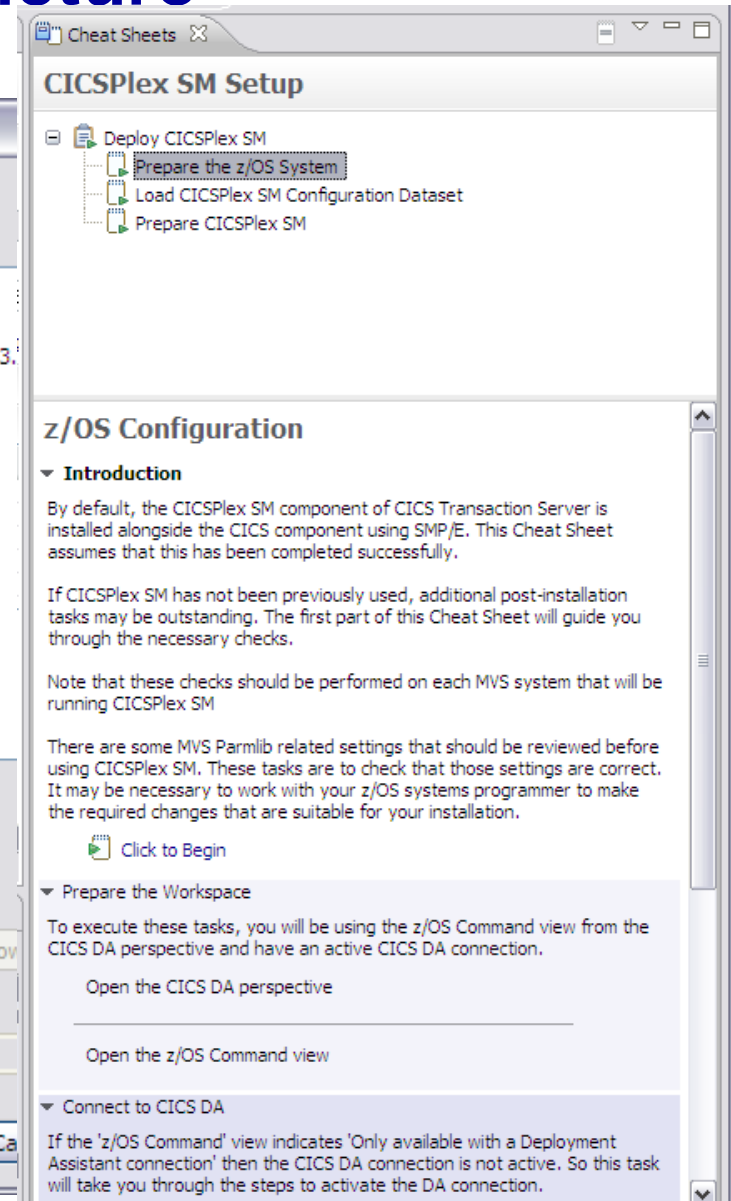 Cheat Sheets
CICSPlex SM Setup
Deploy CICSPlex SM
Prepare the z/OS System
Load CICSPlex SM Configuration Dataset
Prepare CICSPlex SM
3.
z/OS Configuration
Introduction
By default, the CICSPlex SM component of CICS Transaction Server is
installed alongside the CICS component using SMP/E. This Cheat Sheet
assumes that this has been completed successfully.
If CICSPlex SM has not been previously used, additional post-installation
tasks may be outstanding. The first part of this Cheat Sheet will guide you
through the necessary checks.
Note that these checks should be performed on each MVS system that will be
running CICSPlex SM
There are some MVS Parmlib related settings that should be reviewed before
using CICSPlex SM. These tasks are to check that those settings are correct.
It may be necessary to work with your z/OS systems programmer to make
the required changes that are suitable for your installation.
Click to Begin
Prepare the Workspace
To execute these tasks, you will be using the z/OS Command view from the
CICS DA perspective and have an active CICS DA connection.
Open the CICS DA perspective
Open the z/OS Command view
Connect to CICS DA
Ca
If the 'z/OS Command' view indicates 'Only available with a Deployment
Assistant connection' then the CICS DA connection is not active. So this task
will take you through the steps to activate the DA connection.